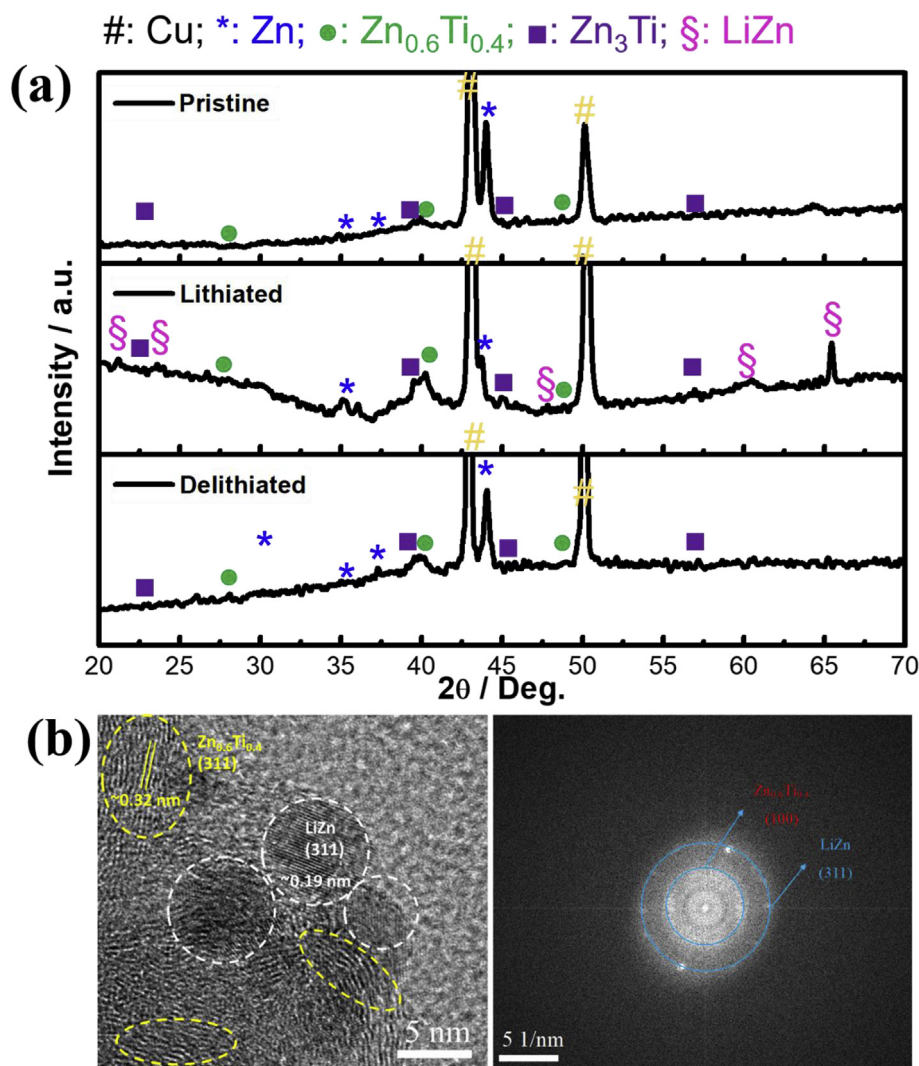 #: Cu; *: Zn; ●: Zn0.6Ti0.4; ■: Zn3Ti; §: LiZn
(a)
Pristine
# * #
■ ● * * ■ ● ■ ● ■
Lithiated
# #
§ ■ § ● * ■ ● * ■ § ● ■ § §
Delithiated
# * #
■ ● * * * ■ ● ■ ● ■
Intensity / a.u.
20 25 30 35 40 45 50 55 60 65 70
2θ / Deg.
(b)
Zn0.6Ti0.4
(311)
~0.32 nm
LiZn
(311)
~0.19 nm
5 nm
(100)
LiZn
(311)
5 1/nm